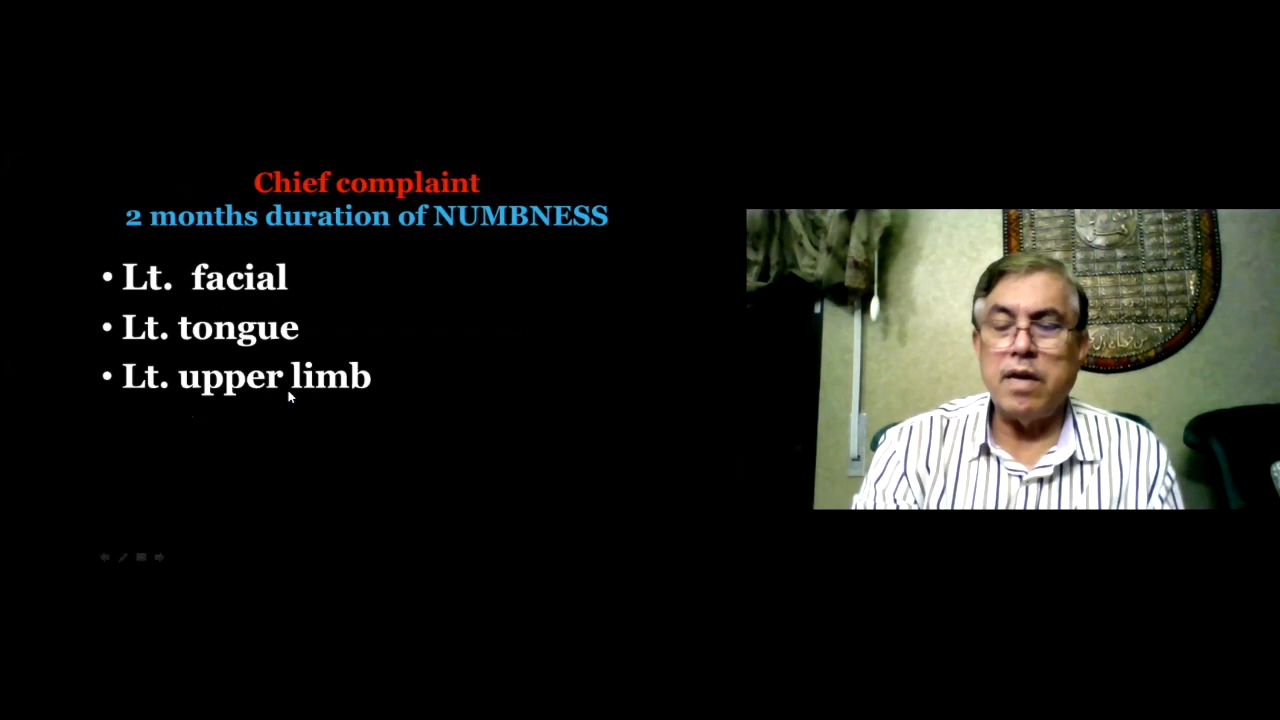 Chief complaint
2 months duration of NUMBNESS
• Lt. facial
• Lt. tongue
• Lt. upper limb